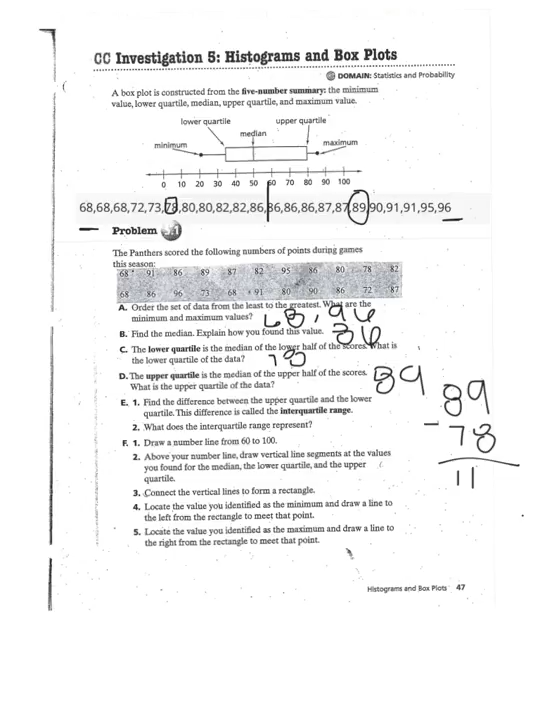 CC Investigation 5: Histograms and Box Plots
DOMAIN: Statistics and Probability
A box plot is constructed from the five-number summary: the minimum
value, lower quartile, median, upper quartile, and maximum value.
lower quartile upper quartile
median
minimum maximum
0 10 20 30 40 50 60 70 80 90 100
68,68,68,72,73,78,80,80,82,82,86,86,86,86,87,87,89,90,91,91,95,96
Problem 5.1
The Panthers scored the following numbers of points during games
this season:
68 91 86 89 87 82 95 86 80 78 82
68 86 96 73 68 91 80 90 86 72 87
A. Order the set of data from the least to the greatest. What are the
minimum and maximum values? 68, 96
B. Find the median. Explain how you found this value. 86
C. The lower quartile is the median of the lower half of the scores. What is
the lower quartile of the data? 78
D. The upper quartile is the median of the upper half of the scores. 89
What is the upper quartile of the data?
E. 1. Find the difference between the upper quartile and the lower
quartile. This difference is called the interquartile range.
2. What does the interquartile range represent?
89
- 78
11
F. 1. Draw a number line from 60 to 100.
2. Above your number line, draw vertical line segments at the values
you found for the median, the lower quartile, and the upper
quartile.
3. Connect the vertical lines to form a rectangle.
4. Locate the value you identified as the minimum and draw a line to
the left from the rectangle to meet that point.
5. Locate the value you identified as the maximum and draw a line to
the right from the rectangle to meet that point.
Histograms and Box Plots 47